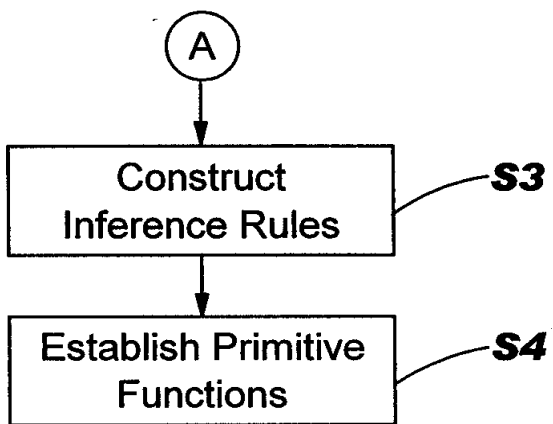 A
Construct
Inference Rules
S3
Establish Primitive
Functions
S4